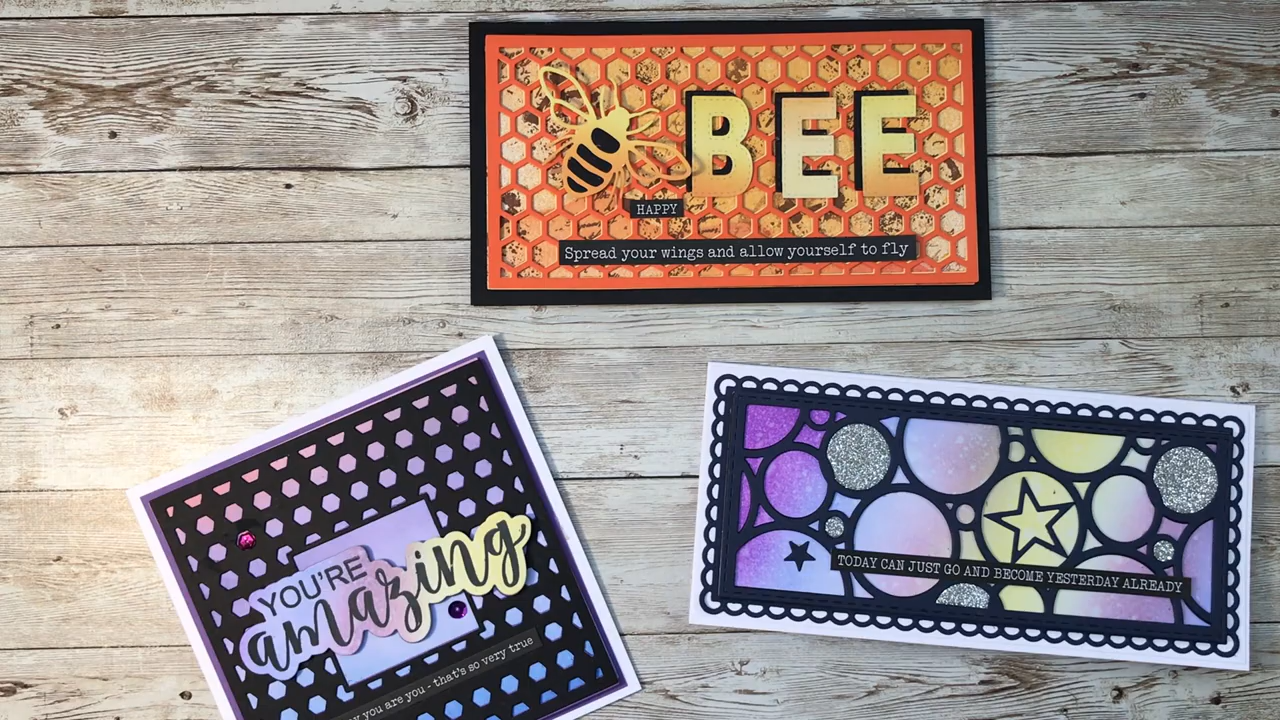 BEE
HAPPY
Spread your wings and allow yourself to fly
YOU'RE
amazing
you are you - that's so very true
TODAY CAN JUST GO AND BECOME YESTERDAY ALREADY